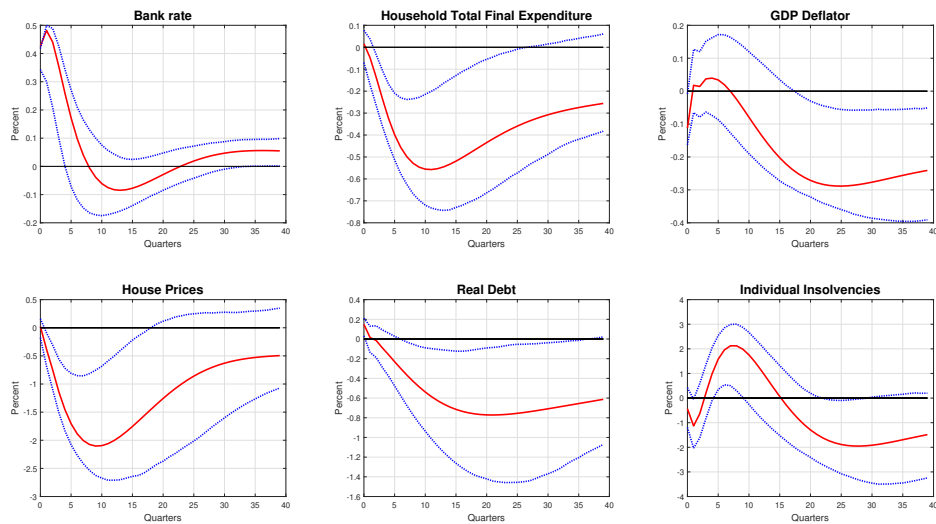 Bank rate
Household Total Final Expenditure
GDP Deflator
Percent
0.5
0.4
0.3
0.2
0.1
0
-0.1
-0.2
0 5 10 15 20 25 30 35 40
Quarters
Percent
0.2
0.1
0
-0.1
-0.2
-0.3
-0.4
-0.5
-0.6
-0.7
-0.8
0 5 10 15 20 25 30 35 40
Quarters
Percent
0.2
0.1
0
-0.1
-0.2
-0.3
-0.4
0 5 10 15 20 25 30 35 40
Quarters
House Prices
Real Debt
Individual Insolvencies
Percent
0.5
0
-0.5
-1
-1.5
-2
-2.5
-3
0 5 10 15 20 25 30 35 40
Quarters
Percent
0.4
0.2
0
-0.2
-0.4
-0.6
-0.8
-1
-1.2
-1.4
-1.6
0 5 10 15 20 25 30 35 40
Quarters
Percent
4
3
2
1
0
-1
-2
-3
-4
0 5 10 15 20 25 30 35 40
Quarters